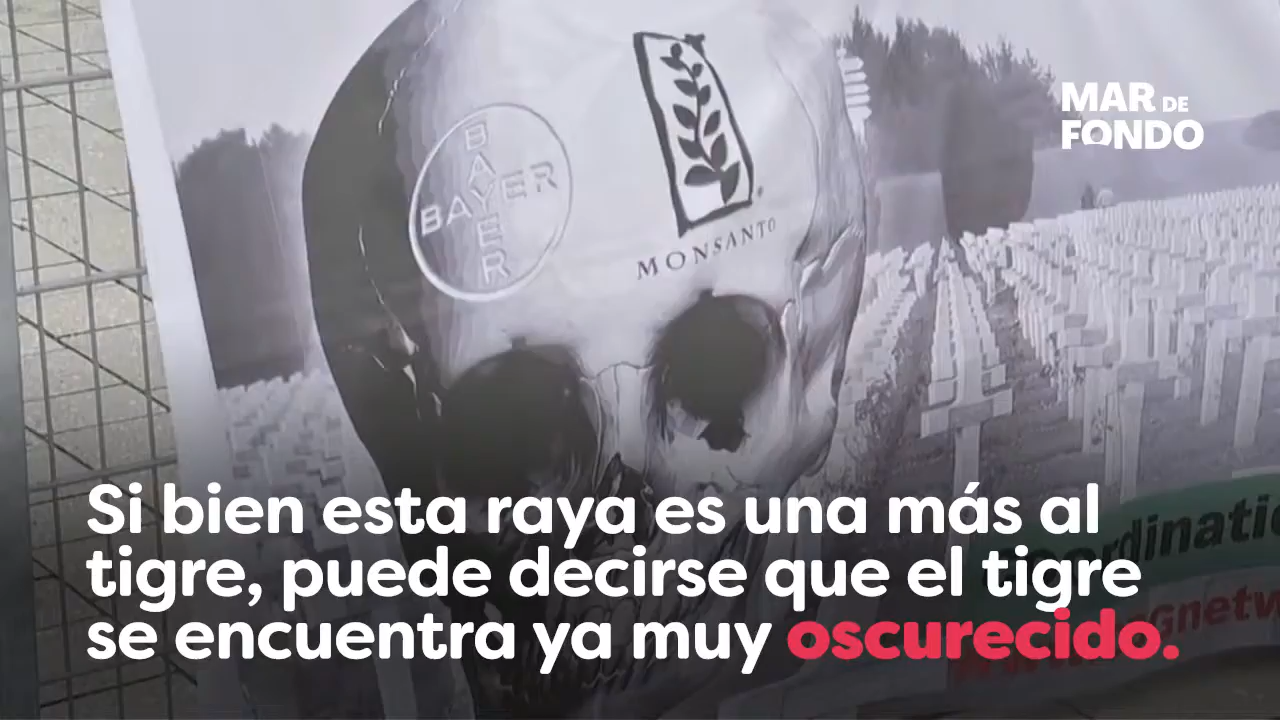 MAR DE
FONDO
BAYER
BAYER
MONSANTO
Si bien esta raya es una más al
tigre, puede decirse que el tigre
se encuentra ya muy oscurecido.